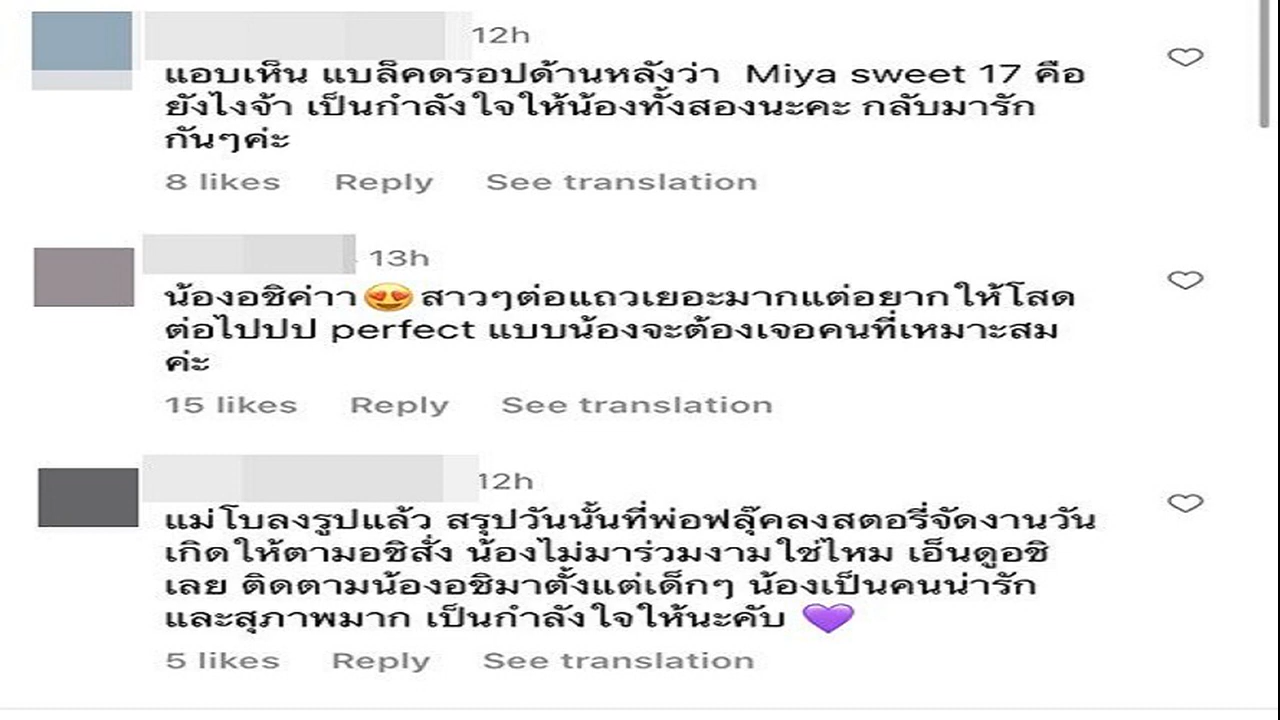 12h
แอบเห็น แบล็คดรอปด้านหลังว่า Miya sweet 17 คือ
ยังไงจ้า เป็นกำลังใจให้น้องทั้งสองนะคะ กลับมารัก
กันๆค่ะ
8 likes Reply See translation
13h
น้องอชิค่าา😍สาวๆต่อแถวเยอะมากแต่อยากให้โสด
ต่อไปปป perfect แบบน้องจะต้องเจอคนที่เหมาะสม
ค่ะ
15 likes Reply See translation
12h
แม่โบลงรูปแล้ว สรุปวันนั้นที่พ่อฟลุ๊คลงสตอรี่จัดงานวัน
เกิดให้ตามอชิสั่ง น้องไม่มาร่วมงามใช่ไหม เอ็นดูอชิ
เลย ติดตามน้องอชิมาตั้งแต่เด็กๆ น้องเป็นคนน่ารัก
และสุภาพมาก เป็นกำลังใจให้นะคับ 💜
5 likes Reply See translation